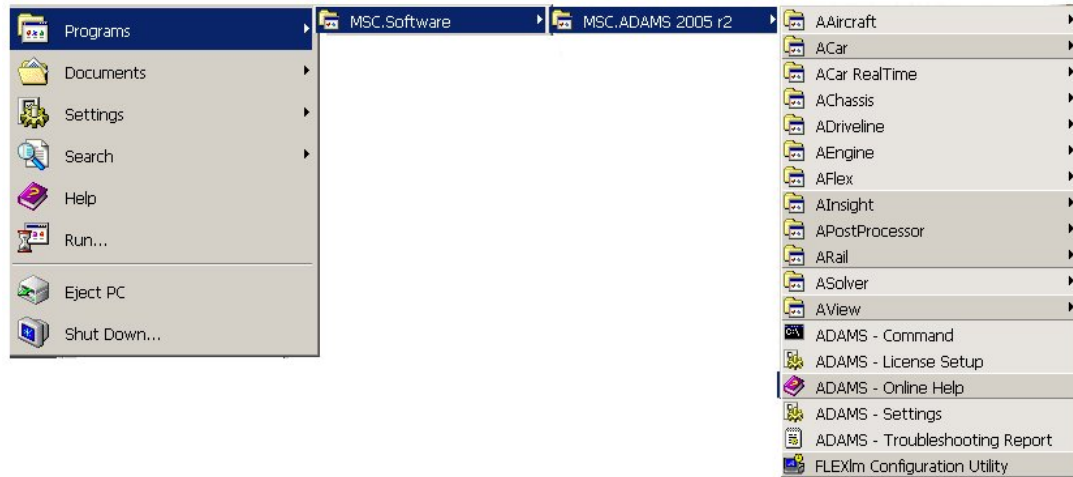 Programs
Documents
Settings
Search
Help
Run...
Eject PC
Shut Down...
MSC.Software
MSC.ADAMS 2005 r2
AAircraft
ACar
ACar RealTime
AChassis
ADriveline
AEngine
AFlex
AInsight
APostProcessor
ARail
ASolver
AView
ADAMS - Command
ADAMS - License Setup
ADAMS - Online Help
ADAMS - Settings
ADAMS - Troubleshooting Report
FLEXlm Configuration Utility